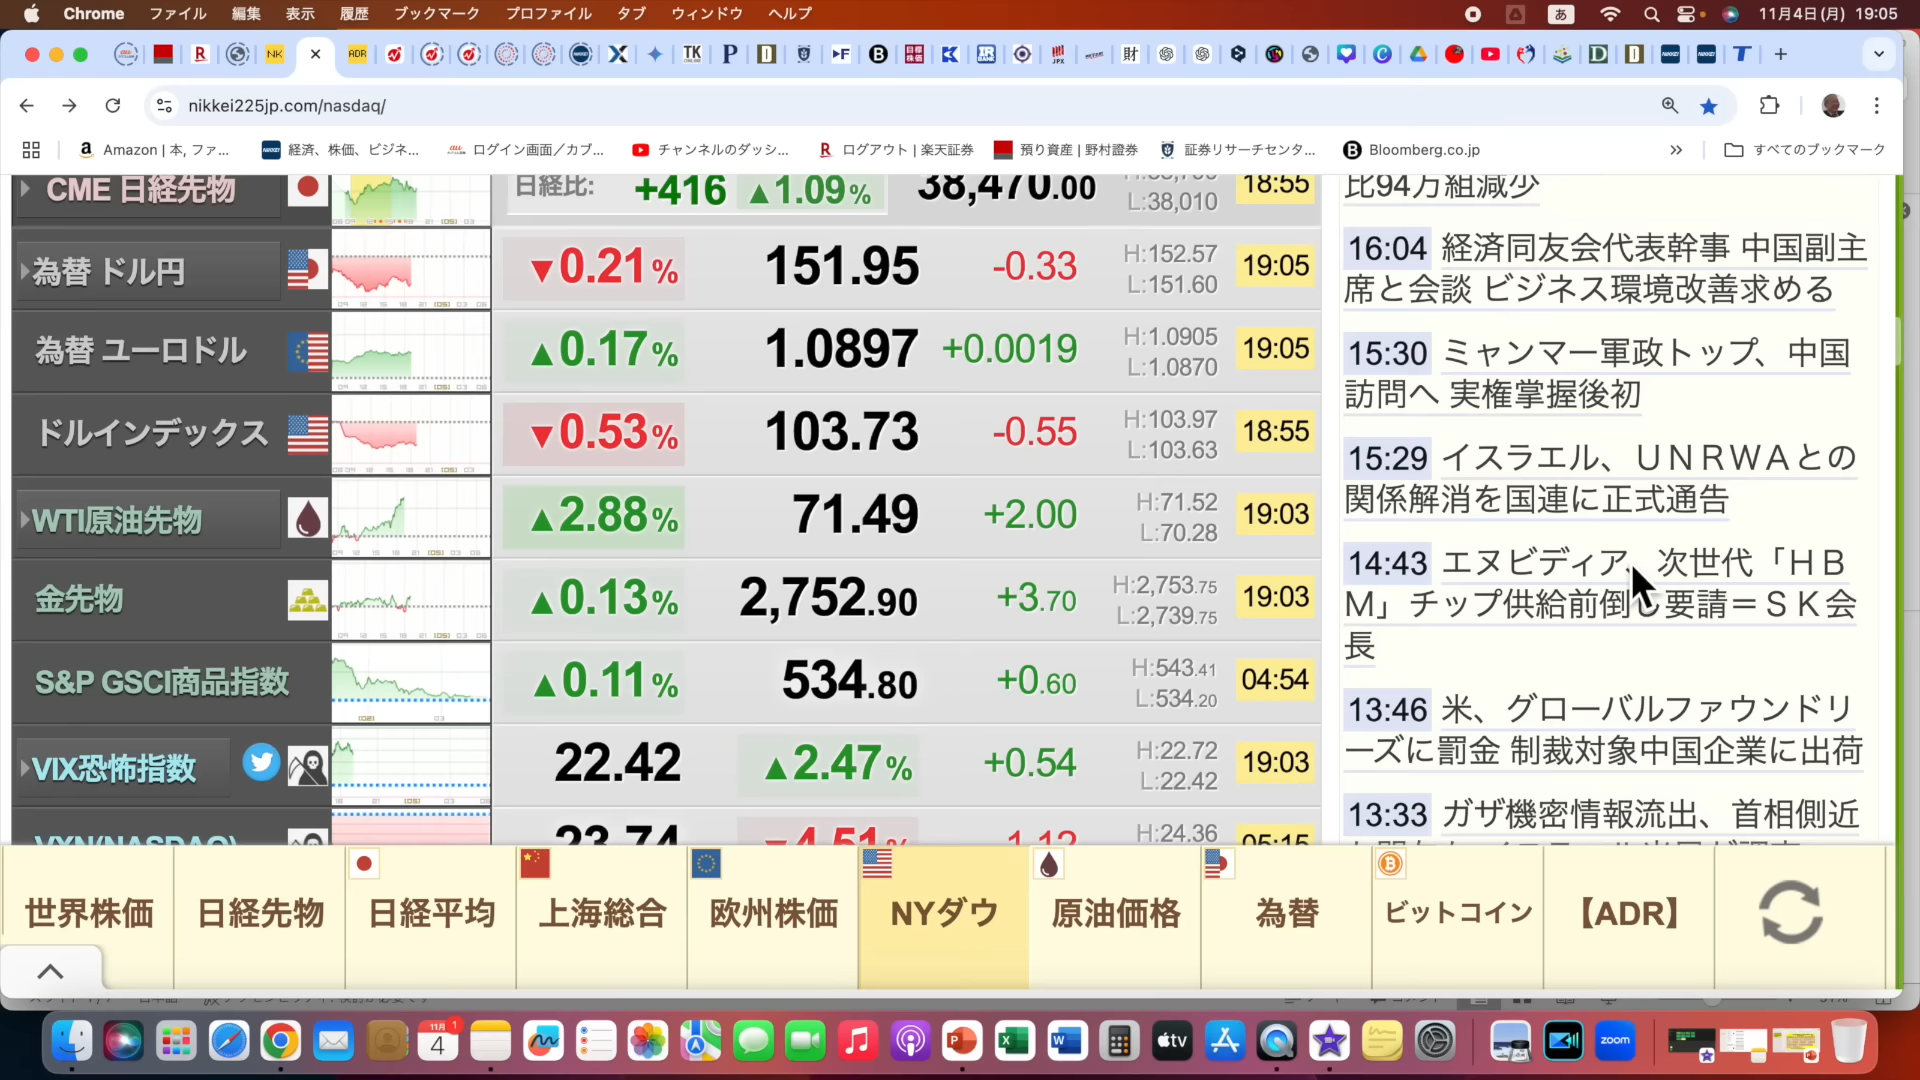 Chrome ファイル 編集 表示 履歴 ブックマーク プロファイル タブ ウィンドウ ヘルプ あ 11月4日(月) 19:05
nikkei225jp.com/nasdaq/
Amazon | 本, ファ... 経済、株価、ビジネ... ログイン画面／カブ... チャンネルのダッシ... ログアウト | 楽天証券 預り資産 | 野村證券 証券リサーチセンタ... Bloomberg.co.jp すべてのブックマーク
CME 日経先物 日経比: +416 ▲1.09% 38,470.00 L:38,010 18:55
為替 ドル円 ▼0.21% 151.95 -0.33 H:152.57 L:151.60 19:05
為替 ユーロドル ▲0.17% 1.0897 +0.0019 H:1.0905 L:1.0870 19:05
ドルインデックス ▼0.53% 103.73 -0.55 H:103.97 L:103.63 18:55
WTI原油先物 ▲2.88% 71.49 +2.00 H:71.52 L:70.28 19:03
金先物 ▲0.13% 2,752.90 +3.70 H:2,753.75 L:2,739.75 19:03
S&P GSCI商品指数 ▲0.11% 534.80 +0.60 H:543.41 L:534.20 04:54
VIX恐怖指数 22.42 ▲2.47% +0.54 H:22.72 L:22.42 19:03
VXN(NASDAQ) 23.74 ▼4.51% -1.12 H:24.36 05:15
比94万組減少
16:04 経済同友会代表幹事 中国副主
席と会談 ビジネス環境改善求める
15:30 ミャンマー軍政トップ、中国
訪問へ 実権掌握後初
15:29 イスラエル、ＵＮＲＷＡとの
関係解消を国連に正式通告
14:43 エヌビディア、次世代「ＨＢ
Ｍ」チップ供給前倒し要請＝ＳＫ会
長
13:46 米、グローバルファウンドリ
ーズに罰金 制裁対象中国企業に出荷
13:33 ガザ機密情報流出、首相側近
世界株価 日経先物 日経平均 上海総合 欧州株価 NYダウ 原油価格 為替 ビットコイン 【ADR】
11月 1
4
tv
zoom